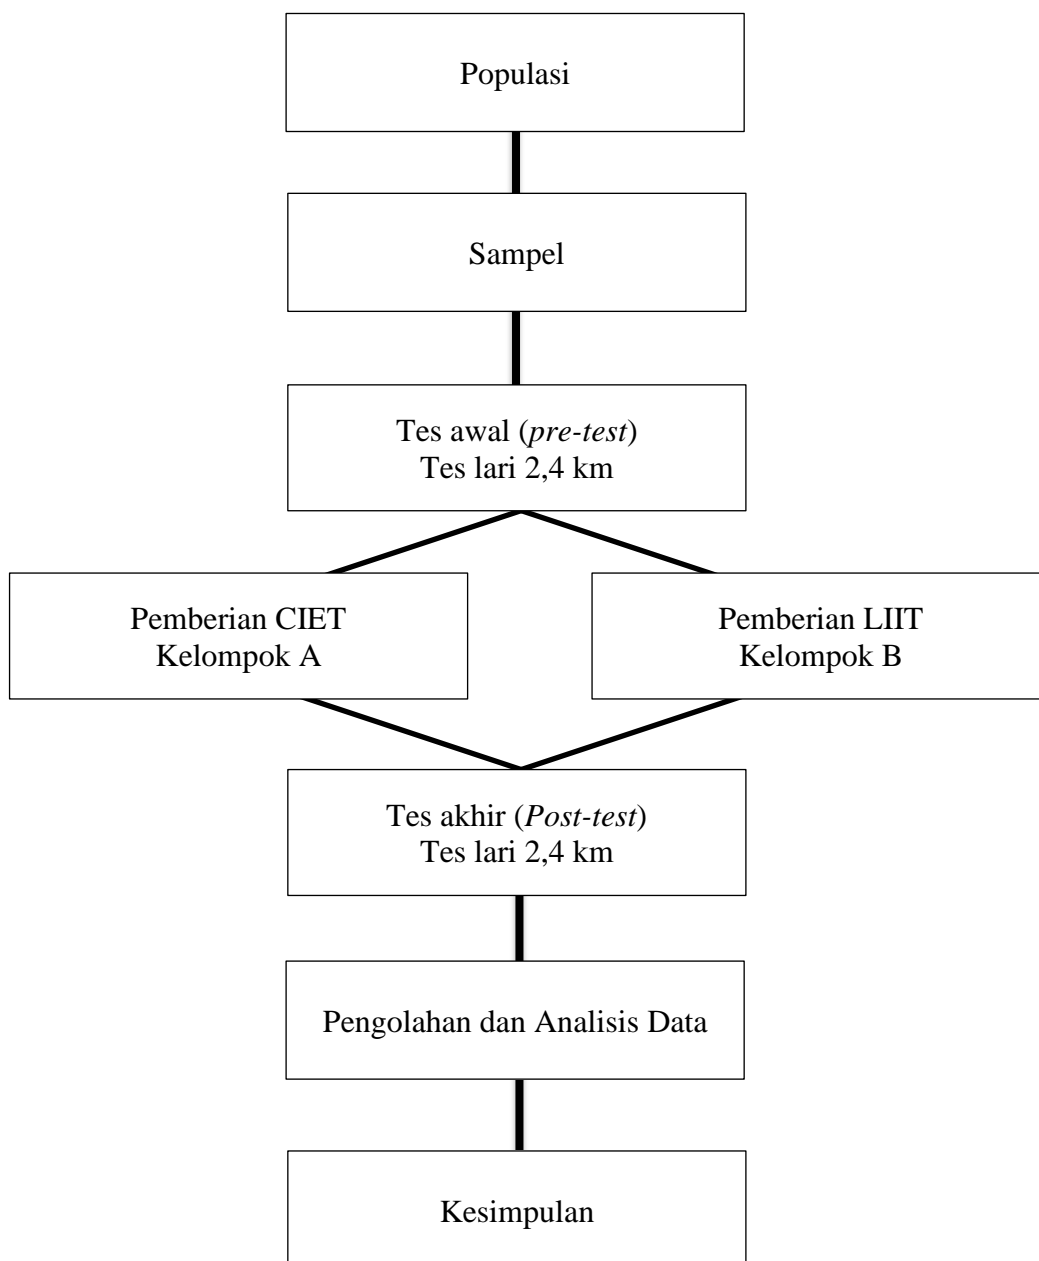 Populasi
Sampel
Tes awal (pre-test)
Tes lari 2,4 km
Pemberian CIET
Kelompok A
Pemberian LIIT
Kelompok B
Tes akhir (Post-test)
Tes lari 2,4 km
Pengolahan dan Analisis Data
Kesimpulan